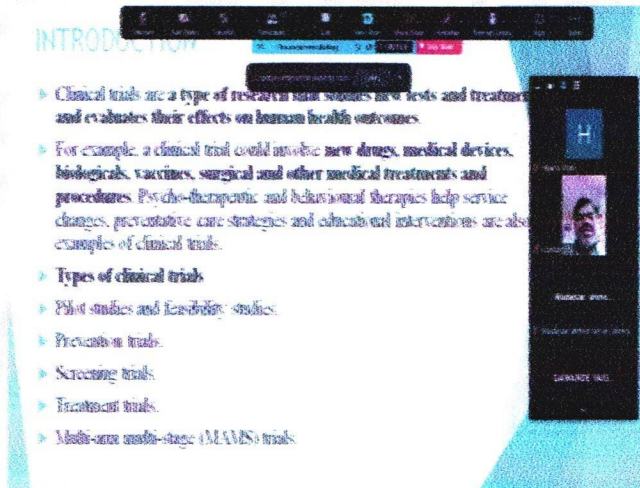 INTRODUCTION
Clinical trials are a type of research that studies new tests and treatmen
and evaluates their effects on human health outcomes.
For example, a clinical trial could involve new drugs, medical devices,
biologicals, vaccines, surgical and other medical treatments and
procedures. Psycho-therapeutic and behavioural therapies help service
changes, preventative care strategies and educational interventions are also
examples of clinical trials.
Types of clinical trials
Pilot studies and feasibility studies.
Prevention trials.
Screening trials.
Treatment trials.
Multi-arm multi-stage (MAMS) trials
H